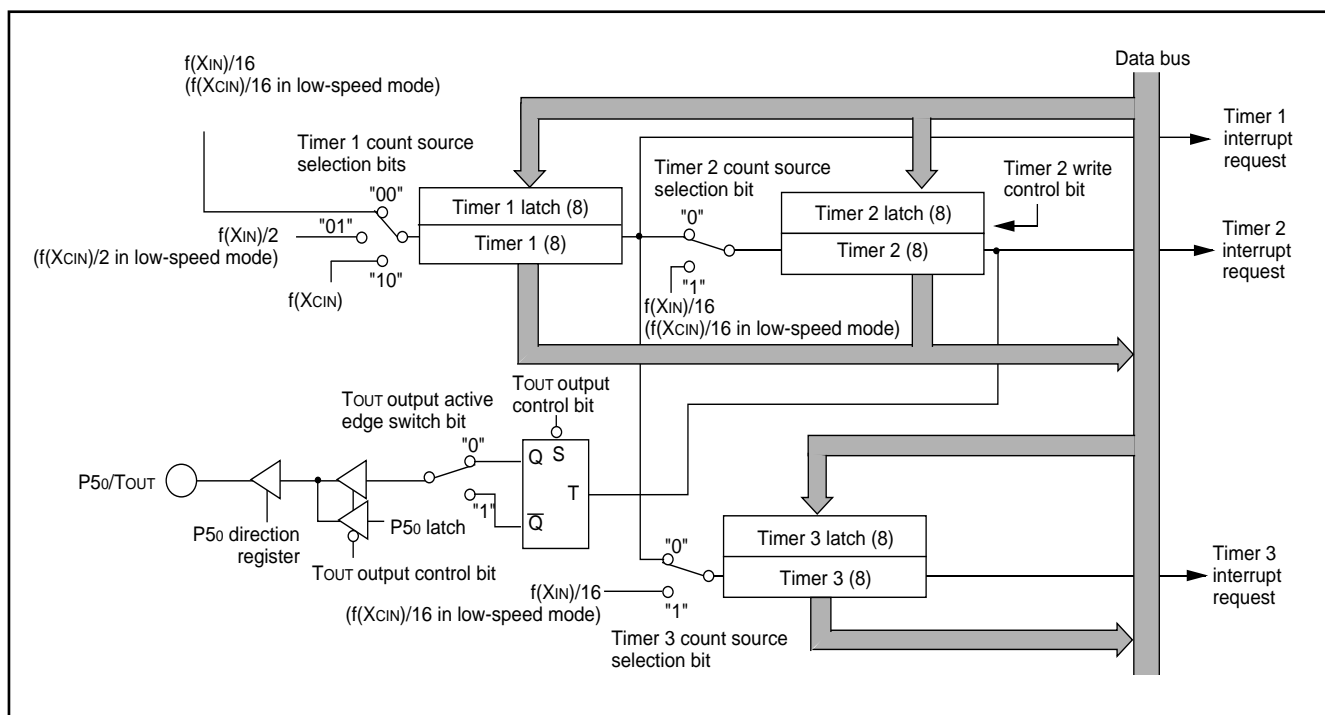 f(XIN)/16
(f(XCIN)/16 in low-speed mode)
Data bus
Timer 1
interrupt
request
Timer 1 count source
selection bits
Timer 2 count source
selection bit
Timer 2 write
control bit
"00"
Timer 1 latch (8)
"0"
Timer 2 latch (8)
"01"
f(XIN)/2
(f(XCIN)/2 in low-speed mode)
Timer 1 (8)
Timer 2 (8)
Timer 2
interrupt
request
"10"
f(XCIN)
"1"
f(XIN)/16
(f(XCIN)/16 in low-speed mode)
TOUT output active
edge switch bit
TOUT output
control bit
"0"
Q S
T
P50/TOUT
"1"
Q
P50 latch
P50 direction
register
TOUT output control bit
"0"
Timer 3 latch (8)
Timer 3 (8)
Timer 3
interrupt
request
f(XIN)/16
(f(XCIN)/16 in low-speed mode)
"1"
Timer 3 count source
selection bit